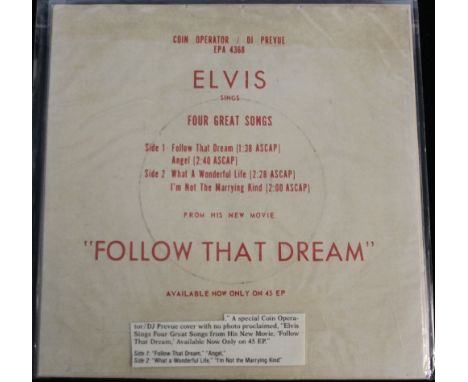 COIN OPERATOR / DJ PREVUE
EPA 4368
ELVIS
SINGS
FOUR GREAT SONGS
Side 1 Follow That Dream (1:38 ASCAP)
Angel (2:40 ASCAP)
Side 2 What A Wonderful Life (2:28 ASCAP)
I'm Not The Marrying Kind (2:00 ASCAP)
FROM HIS NEW MOVIE
"FOLLOW THAT DREAM"
AVAILABLE NOW ONLY ON 45 EP
." A special Coin Opera-
tor/DJ Prevue cover with no photo proclaimed, "Elvis
Sings Four Great Songs from His New Movie, 'Follow
That Dream,' Available Now Only on 45 EP."
Side 1: "Follow That Dream," "Angel,"
Side 2: "What a Wonderful Life," "I'm Not the Marrying Kind"